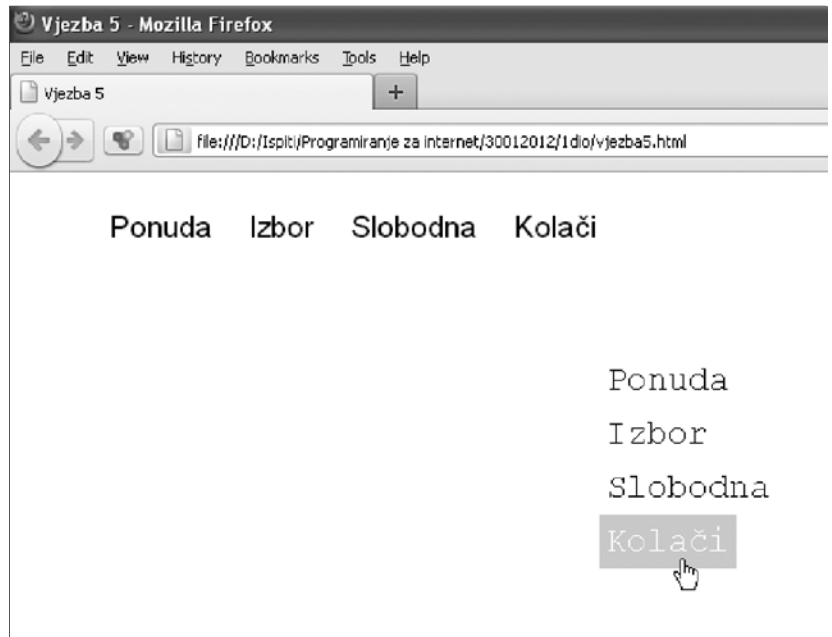 Vjezba 5 - Mozilla Firefox
File Edit View History Bookmarks Tools Help
Vjezba 5 +
file:///D:/Ispiti/Programiranje za internet/30012012/1dio/vjezba5.html
Ponuda Izbor Slobodna Kolači
Ponuda
Izbor
Slobodna
Kolači